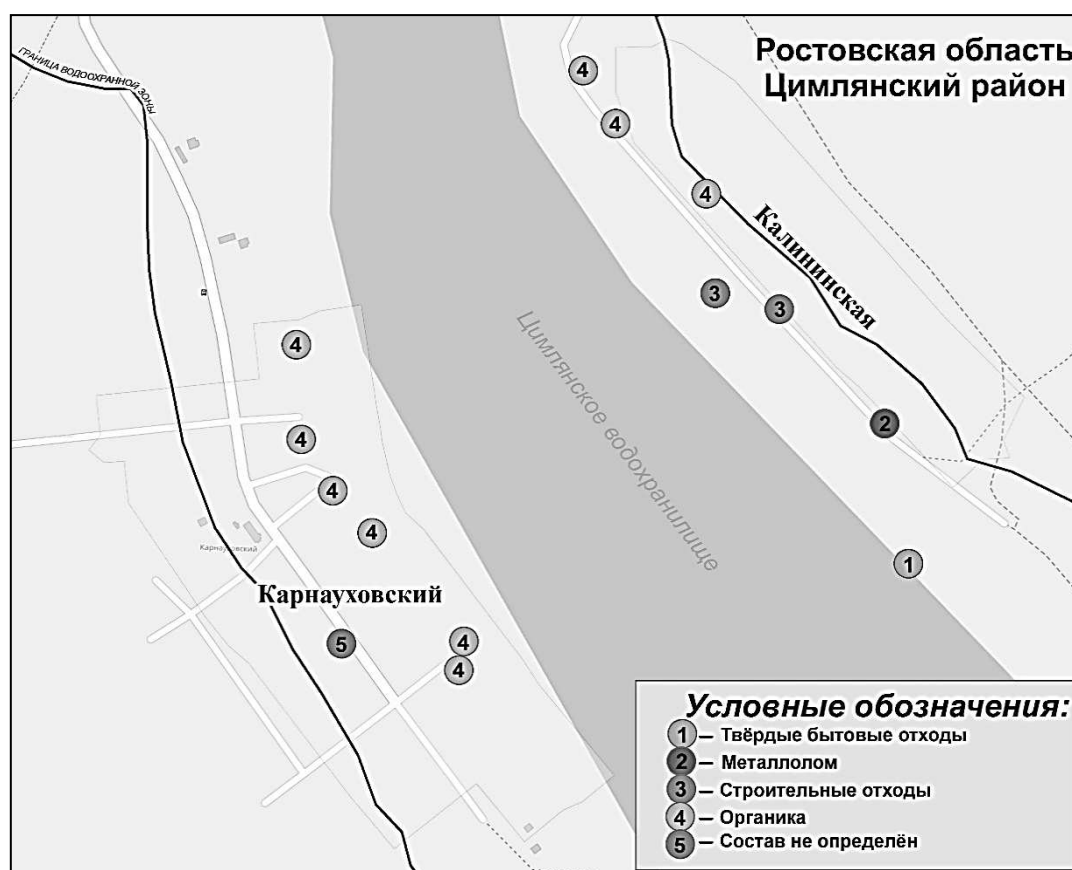 Ростовская область
Цимлянский район
ГРАНИЦА ВОДООХРАННОЙ ЗОНЫ
4
4
4
Калининская
3
3
Цимлянское водохранилище
4
2
4
4
4
Карнауховский
1
Карнауховский
5
4
4
Условные обозначения:
1 – Твёрдые бытовые отходы
2 – Металлолом
3 – Строительные отходы
4 – Органика
5 – Состав не определён